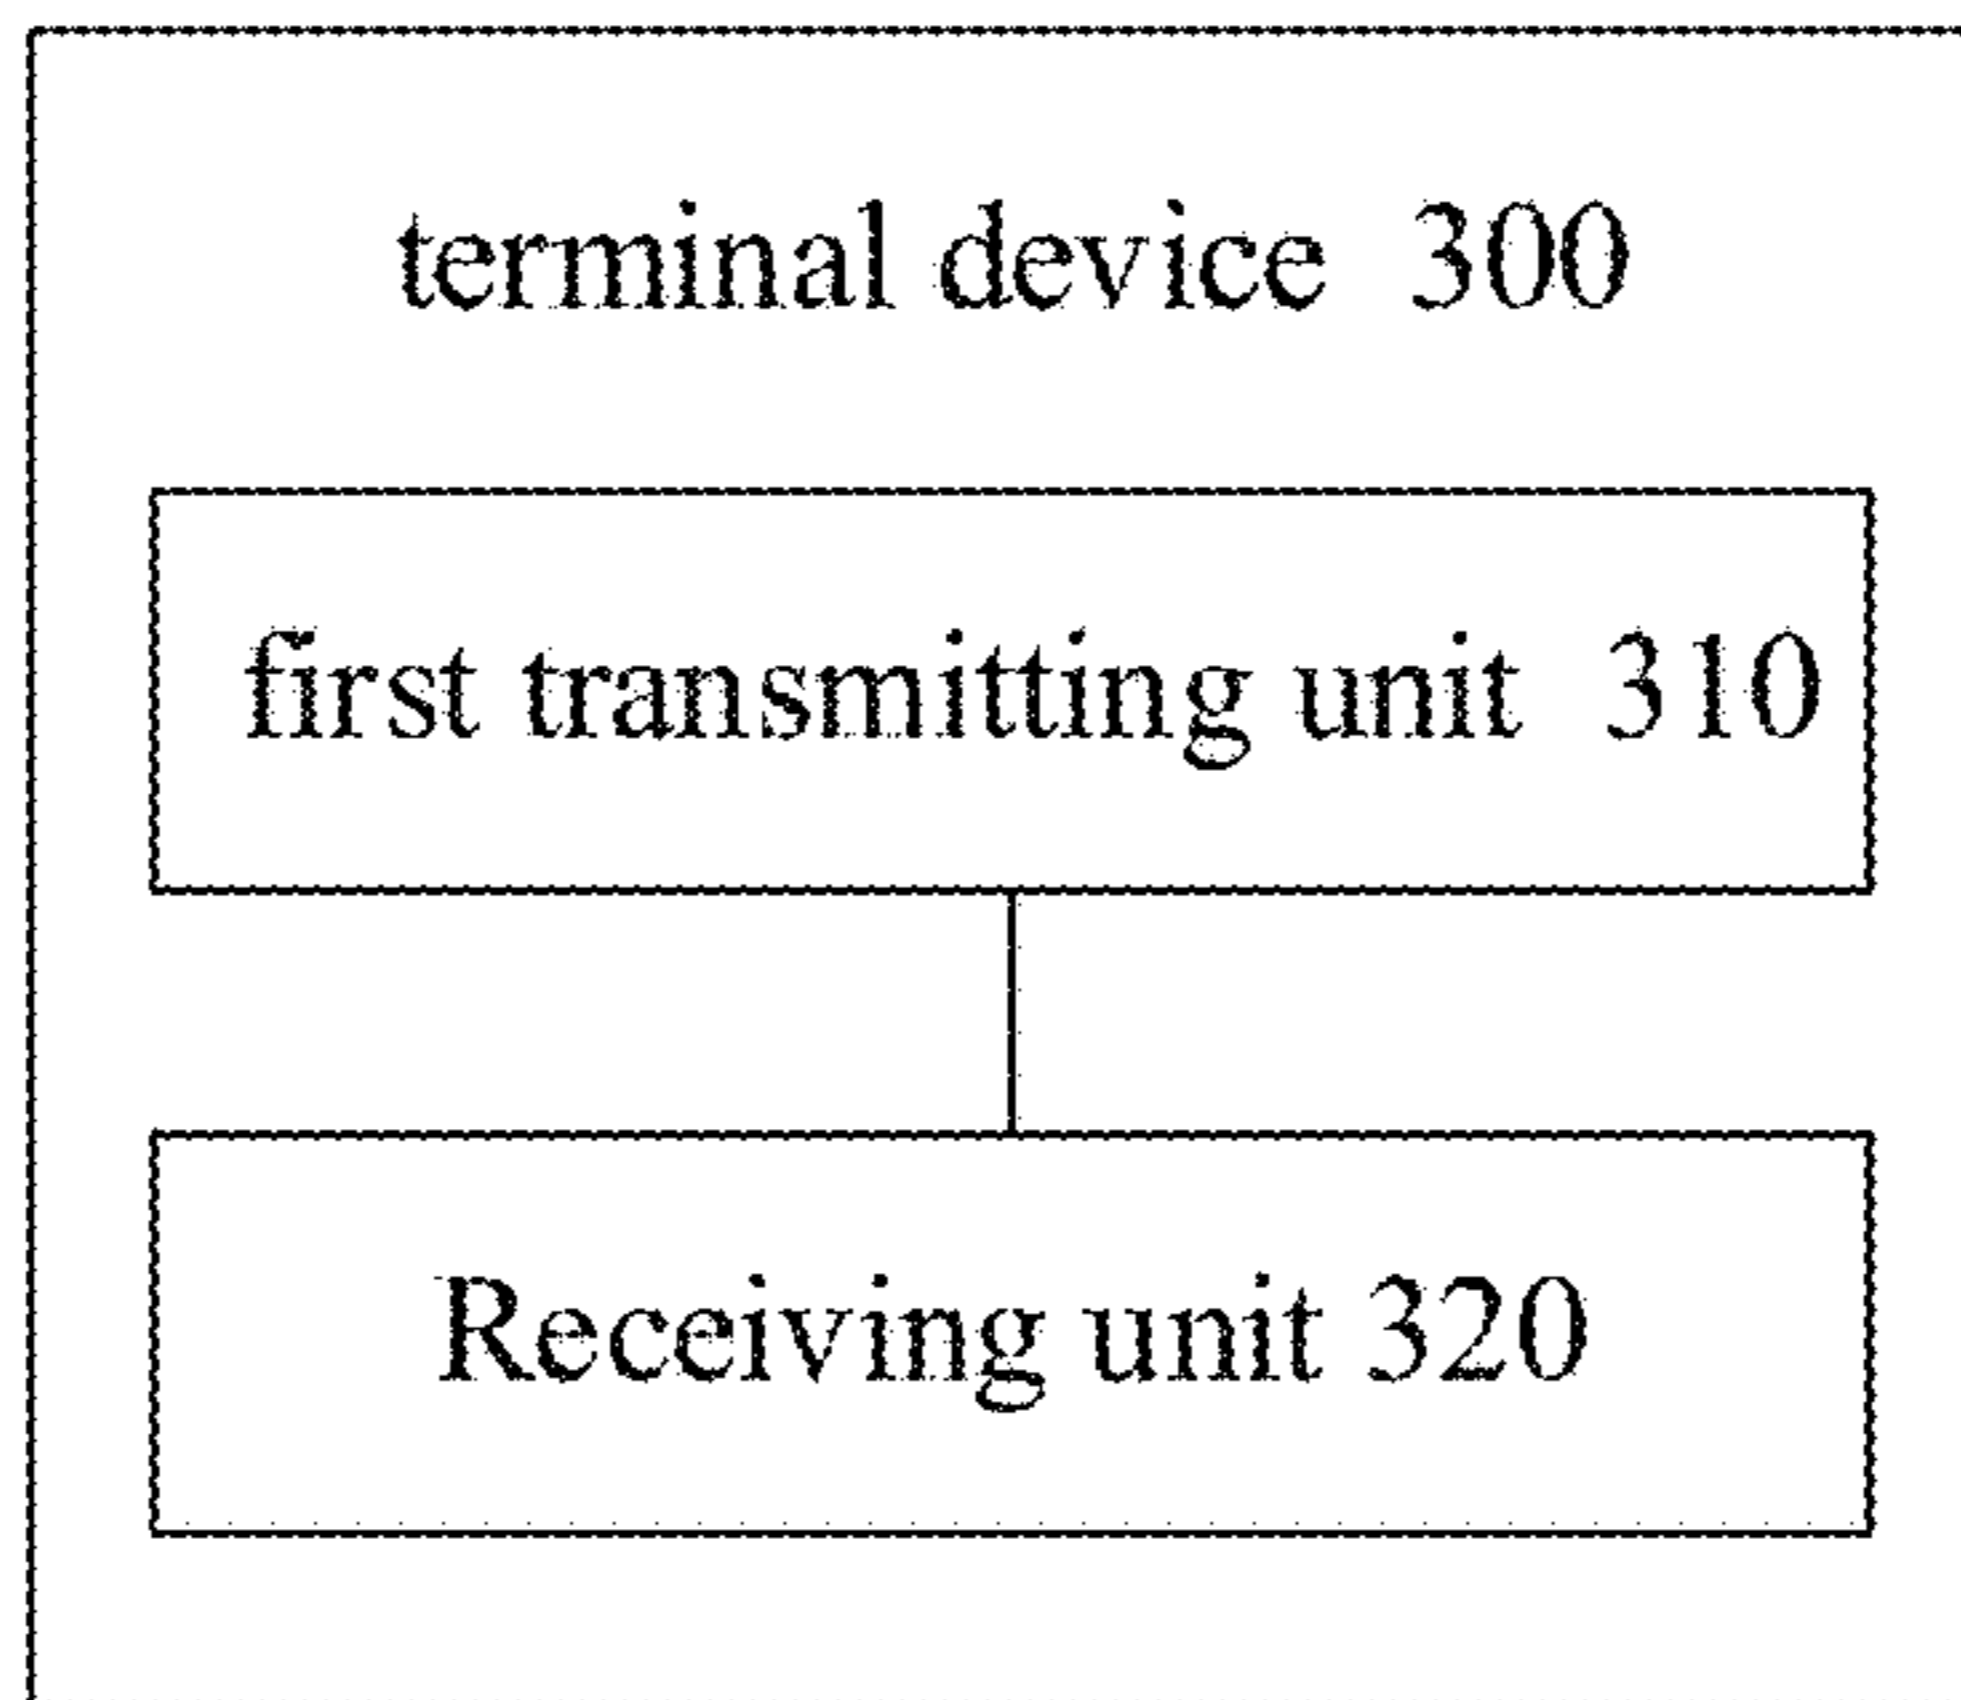 terminal device 300
first transmitting unit 310
Receiving unit 320